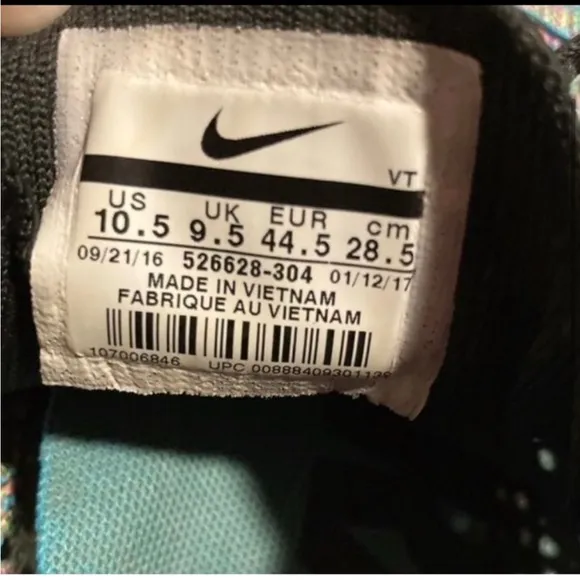 VT
US UK EUR cm
10.5 9.5 44.5 28.5
09/21/16 526628-304 01/12/17
MADE IN VIETNAM
FABRIQUE AU VIETNAM
107006846 UPC